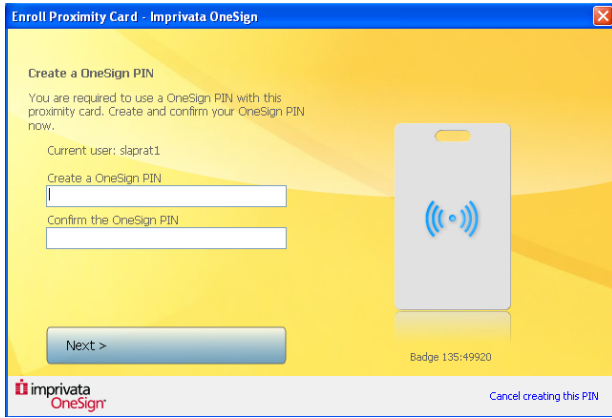 Enroll Proximity Card - Imprivata OneSign
Create a OneSign PIN
You are required to use a OneSign PIN with this
proximity card. Create and confirm your OneSign PIN
now.
Current user: slaprat1
Create a OneSign PIN
Confirm the OneSign PIN
Next >
Badge 135:49920
imprivata
OneSign
Cancel creating this PIN